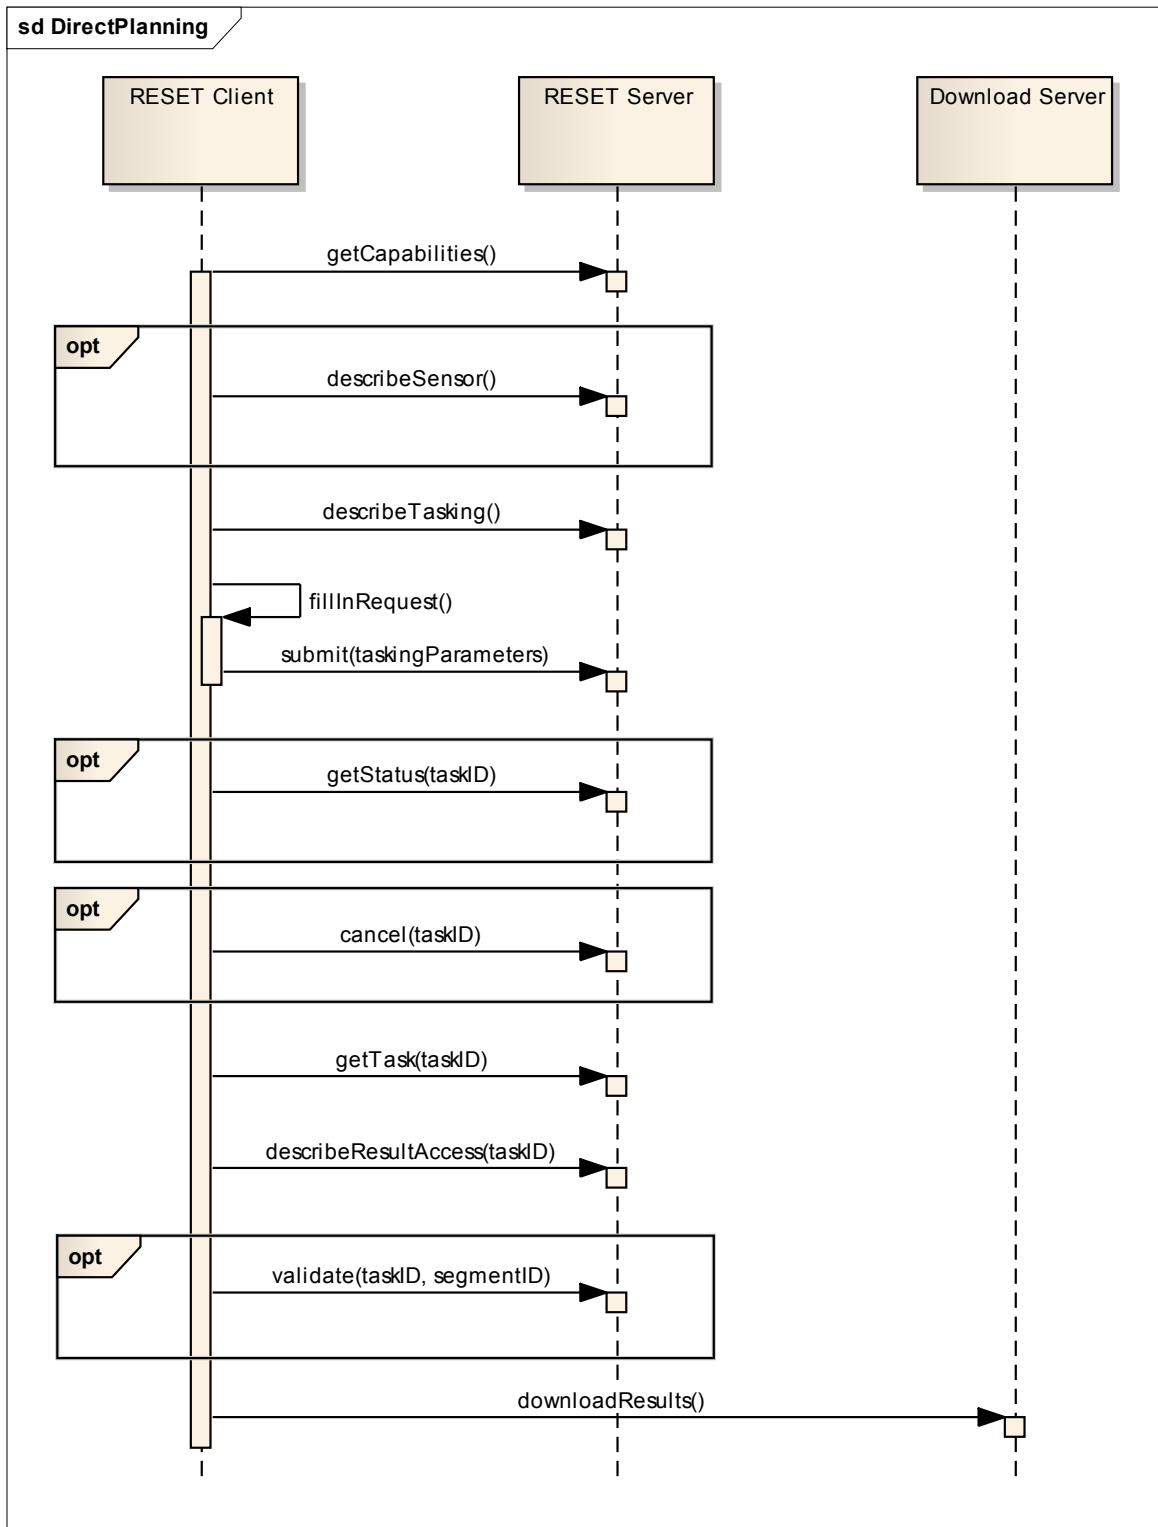 sd DirectPlanning
RESET Client
RESET Server
Download Server
getCapabilities()
opt
describeSensor()
describeTasking()
fillInRequest()
submit(taskingParameters)
opt
getStatus(taskID)
opt
cancel(taskID)
getTask(taskID)
describeResultAccess(taskID)
opt
validate(taskID, segmentID)
downloadResults()